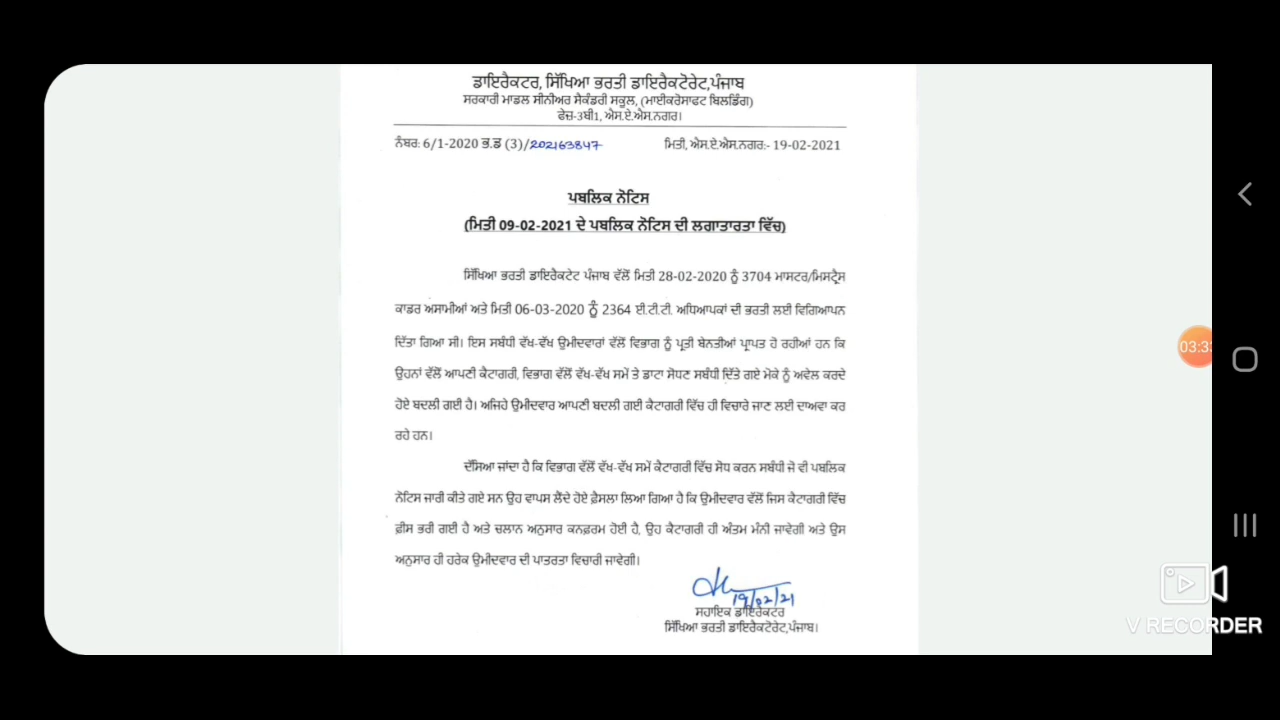 ਡਾਇਰੈਕਟਰ, ਸਿੱਖਿਆ ਭਰਤੀ ਡਾਇਰੈਕਟੋਰੇਟ,ਪੰਜਾਬ
ਸਰਕਾਰੀ ਮਾਡਲ ਸੀਨੀਅਰ ਸੈਕੰਡਰੀ ਸਕੂਲ, (ਮਾਈਕਰੋਸਾਫਟ ਬਿਲਡਿੰਗ)
ਫੇਜ਼-3ਬੀ1, ਐਸ.ਏ.ਐਸ.ਨਗਰ।
ਨੰਬਰ: 6/1-2020 ਭ.ਡ (3)/202163847 ਮਿਤੀ, ਐਸ.ਏ.ਐਸ.ਨਗਰ:- 19-02-2021
ਪਬਲਿਕ ਨੋਟਿਸ
(ਮਿਤੀ 09-02-2021 ਦੇ ਪਬਲਿਕ ਨੋਟਿਸ ਦੀ ਲਗਾਤਾਰਤਾ ਵਿੱਚ)
ਸਿੱਖਿਆ ਭਰਤੀ ਡਾਇਰੈਕਟੇਟ ਪੰਜਾਬ ਵੱਲੋਂ ਮਿਤੀ 28-02-2020 ਨੂੰ 3704 ਮਾਸਟਰ/ਮਿਸਟ੍ਰੈਸ
ਕਾਡਰ ਅਸਾਮੀਆਂ ਅਤੇ ਮਿਤੀ 06-03-2020 ਨੂੰ 2364 ਈ.ਟੀ.ਟੀ. ਅਧਿਆਪਕਾਂ ਦੀ ਭਰਤੀ ਲਈ ਵਿਗਿਆਪਨ
ਦਿੱਤਾ ਗਿਆ ਸੀ। ਇਸ ਸਬੰਧੀ ਵੱਖ-ਵੱਖ ਉਮੀਦਵਾਰਾਂ ਵੱਲੋਂ ਵਿਭਾਗ ਨੂੰ ਪ੍ਰਤੀ ਬੇਨਤੀਆਂ ਪ੍ਰਾਪਤ ਹੋ ਰਹੀਆਂ ਹਨ ਕਿ
ਉਹਨਾਂ ਵੱਲੋਂ ਆਪਣੀ ਕੈਟਾਗਰੀ, ਵਿਭਾਗ ਵੱਲੋਂ ਵੱਖ-ਵੱਖ ਸਮੇਂ ਤੇ ਡਾਟਾ ਸੋਧਣ ਸਬੰਧੀ ਦਿੱਤੇ ਗਏ ਮੋਕੇ ਨੂੰ ਅਵੇਲ ਕਰਦੇ
ਹੋਏ ਬਦਲੀ ਗਈ ਹੈ। ਅਜਿਹੇ ਉਮੀਦਵਾਰ ਆਪਣੀ ਬਦਲੀ ਗਈ ਕੈਟਾਗਰੀ ਵਿੱਚ ਹੀ ਵਿਚਾਰੇ ਜਾਣ ਲਈ ਦਾਅਵਾ ਕਰ
ਰਹੇ ਹਨ।
ਦੱਸਿਆ ਜਾਂਦਾ ਹੈ ਕਿ ਵਿਭਾਗ ਵੱਲੋਂ ਵੱਖ-ਵੱਖ ਸਮੇਂ ਕੈਟਾਗਰੀ ਵਿੱਚ ਸੋਧ ਕਰਨ ਸਬੰਧੀ ਜੋ ਵੀ ਪਬਲਿਕ
ਨੋਟਿਸ ਜਾਰੀ ਕੀਤੇ ਗਏ ਸਨ ਉਹ ਵਾਪਸ ਲੈਂਦੇ ਹੋਏ ਫ਼ੈਸਲਾ ਲਿਆ ਗਿਆ ਹੈ ਕਿ ਉਮੀਦਵਾਰ ਵੱਲੋਂ ਜਿਸ ਕੈਟਾਗਰੀ ਵਿੱਚ
ਫ਼ੀਸ ਭਰੀ ਗਈ ਹੈ ਅਤੇ ਚਲਾਨ ਅਨੁਸਾਰ ਕਨਫ਼ਰਮ ਹੋਈ ਹੈ, ਉਹ ਕੈਟਾਗਰੀ ਹੀ ਅੰਤਮ ਮੰਨੀ ਜਾਵੇਗੀ ਅਤੇ ਉਸ
ਅਨੁਸਾਰ ਹੀ ਹਰੇਕ ਉਮੀਦਵਾਰ ਦੀ ਪਾਤਰਤਾ ਵਿਚਾਰੀ ਜਾਵੇਗੀ।
19/02/21
ਸਹਾਇਕ ਡਾਇਰੈਕਟਰ
ਸਿੱਖਿਆ ਭਰਤੀ ਡਾਇਰੈਕਟੋਰੇਟ,ਪੰਜਾਬ।
V RECORDER